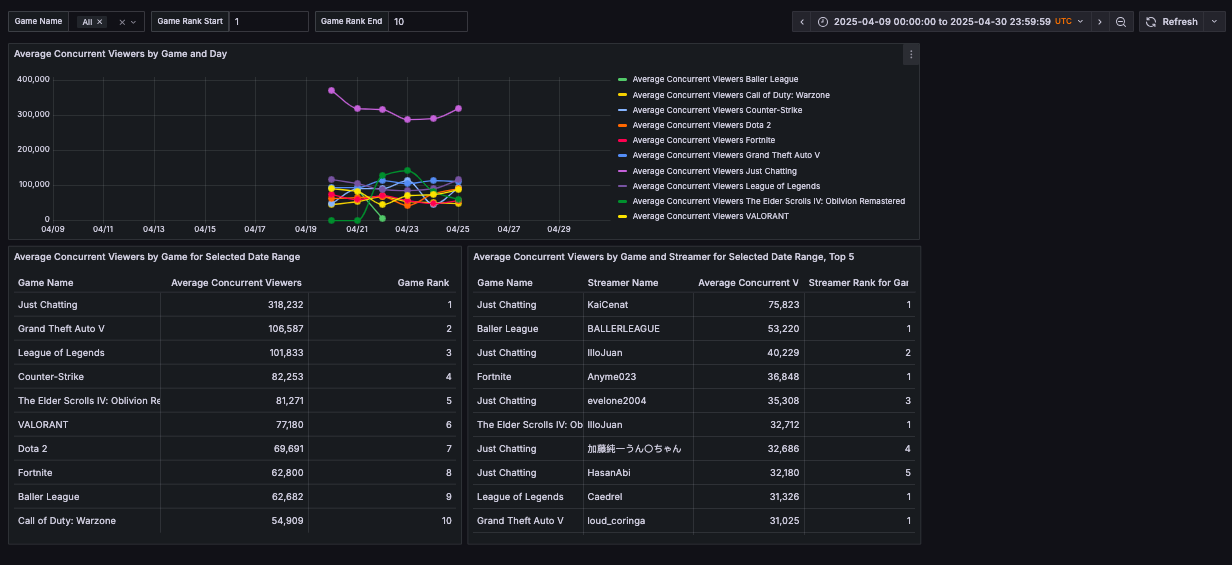 Game Name All Game Rank Start 1 Game Rank End 10 2025-04-09 00:00:00 to 2025-04-30 23:59:59 UTC Refresh
Average Concurrent Viewers by Game and Day
400,000
300,000
200,000
100,000
0
04/09 04/11 04/13 04/15 04/17 04/19 04/21 04/23 04/25 04/27 04/29
Average Concurrent Viewers Baller League
Average Concurrent Viewers Call of Duty: Warzone
Average Concurrent Viewers Counter-Strike
Average Concurrent Viewers Dota 2
Average Concurrent Viewers Fortnite
Average Concurrent Viewers Grand Theft Auto V
Average Concurrent Viewers Just Chatting
Average Concurrent Viewers League of Legends
Average Concurrent Viewers The Elder Scrolls IV: Oblivion Remastered
Average Concurrent Viewers VALORANT
Average Concurrent Viewers by Game for Selected Date Range
Game Name Average Concurrent Viewers Game Rank
Just Chatting 318,232 1
Grand Theft Auto V 106,587 2
League of Legends 101,833 3
Counter-Strike 82,253 4
The Elder Scrolls IV: Oblivion Re 81,271 5
VALORANT 77,180 6
Dota 2 69,691 7
Fortnite 62,800 8
Baller League 62,682 9
Call of Duty: Warzone 54,909 10
Average Concurrent Viewers by Game and Streamer for Selected Date Range, Top 5
Game Name Streamer Name Average Concurrent V Streamer Rank for Gar
Just Chatting KaiCenat 75,823 1
Baller League BALLERLEAGUE 53,220 1
Just Chatting IlloJuan 40,229 2
Fortnite Anyme023 36,848 1
Just Chatting evelone2004 35,308 3
The Elder Scrolls IV: Ob IlloJuan 32,712 1
Just Chatting 加藤純一うん〇ちゃん 32,686 4
Just Chatting HasanAbi 32,180 5
League of Legends Caedrel 31,326 1
Grand Theft Auto V loud_coringa 31,025 1